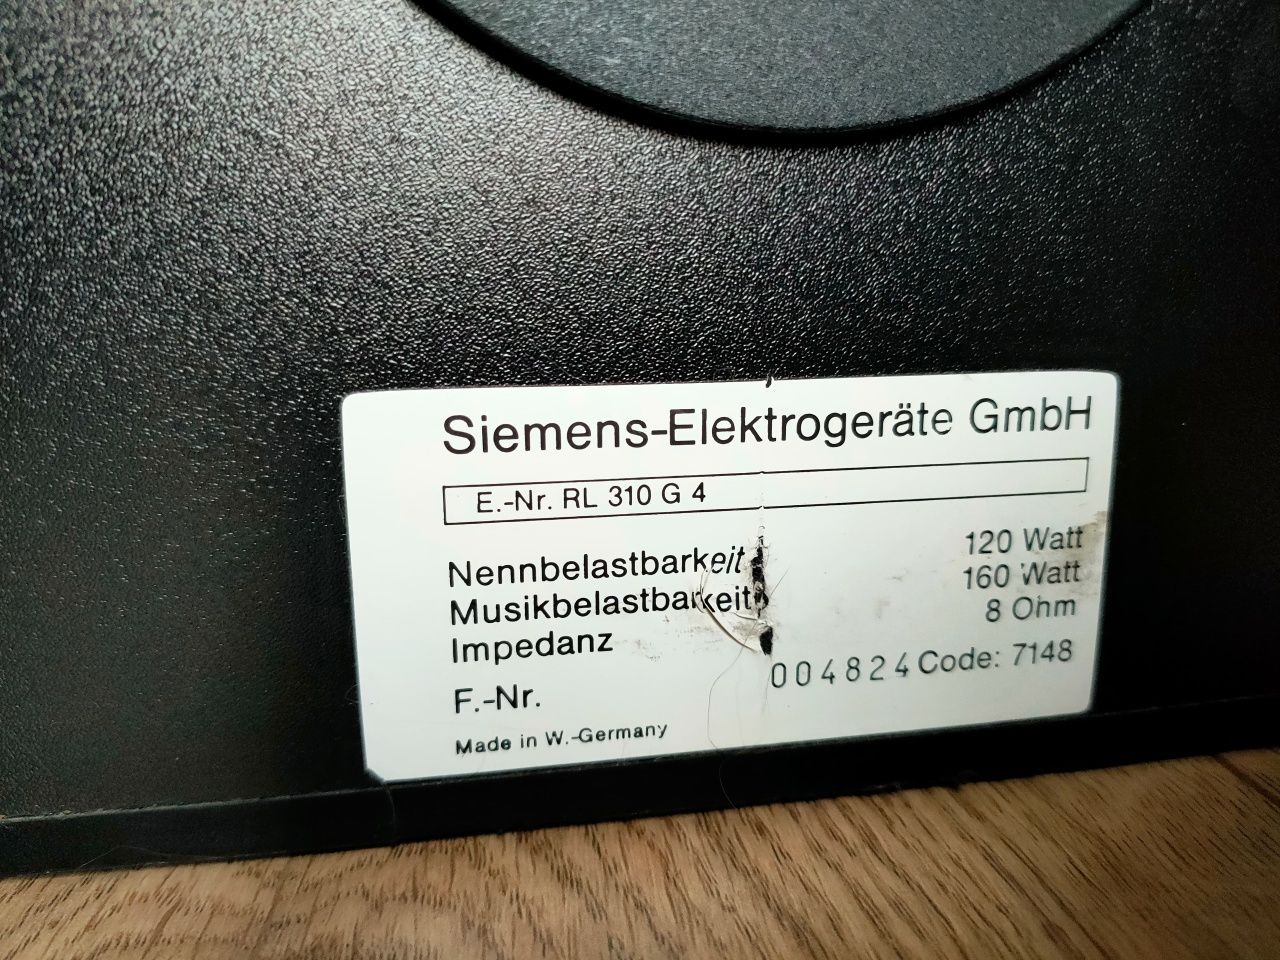 Siemens-Elektrogeräte GmbH
E.-Nr. RL 310 G 4
Nennbelastbarkeit 120 Watt
Musikbelastbarkeit 160 Watt
Impedanz 8 Ohm
F.-Nr. 004824 Code: 7148
Made in W.-Germany